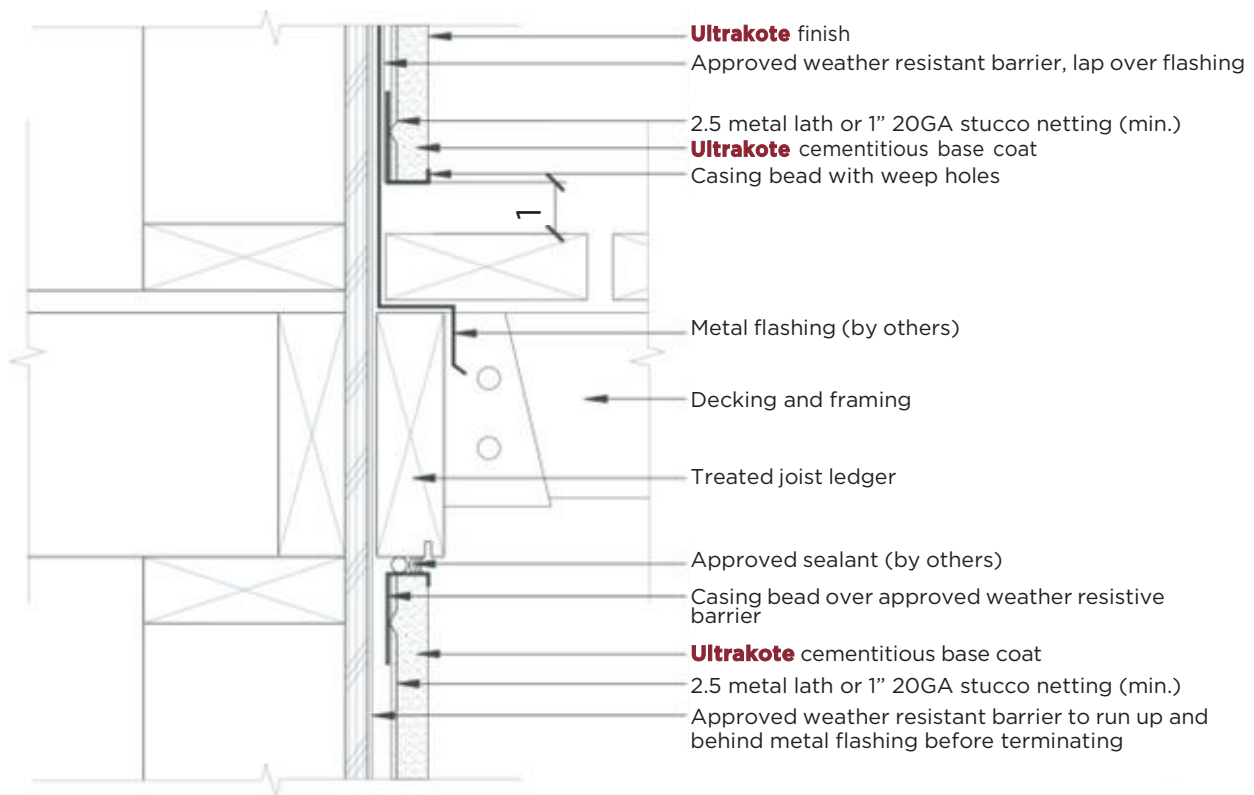 Ultrakote finish
Approved weather resistant barrier, lap over flashing
2.5 metal lath or 1” 20GA stucco netting (min.)
Ultrakote cementitious base coat
Casing bead with weep holes
1
Metal flashing (by others)
Decking and framing
Treated joist ledger
Approved sealant (by others)
Casing bead over approved weather resistive
barrier
Ultrakote cementitious base coat
2.5 metal lath or 1” 20GA stucco netting (min.)
Approved weather resistant barrier to run up and
behind metal flashing before terminating